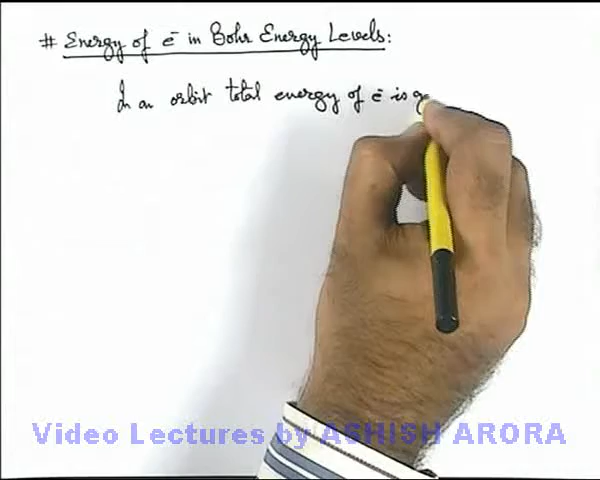 # Energy of ē in Bohr Energy Levels:
In an orbit total energy of ē is g
Video Lectures by ASHISH ARORA